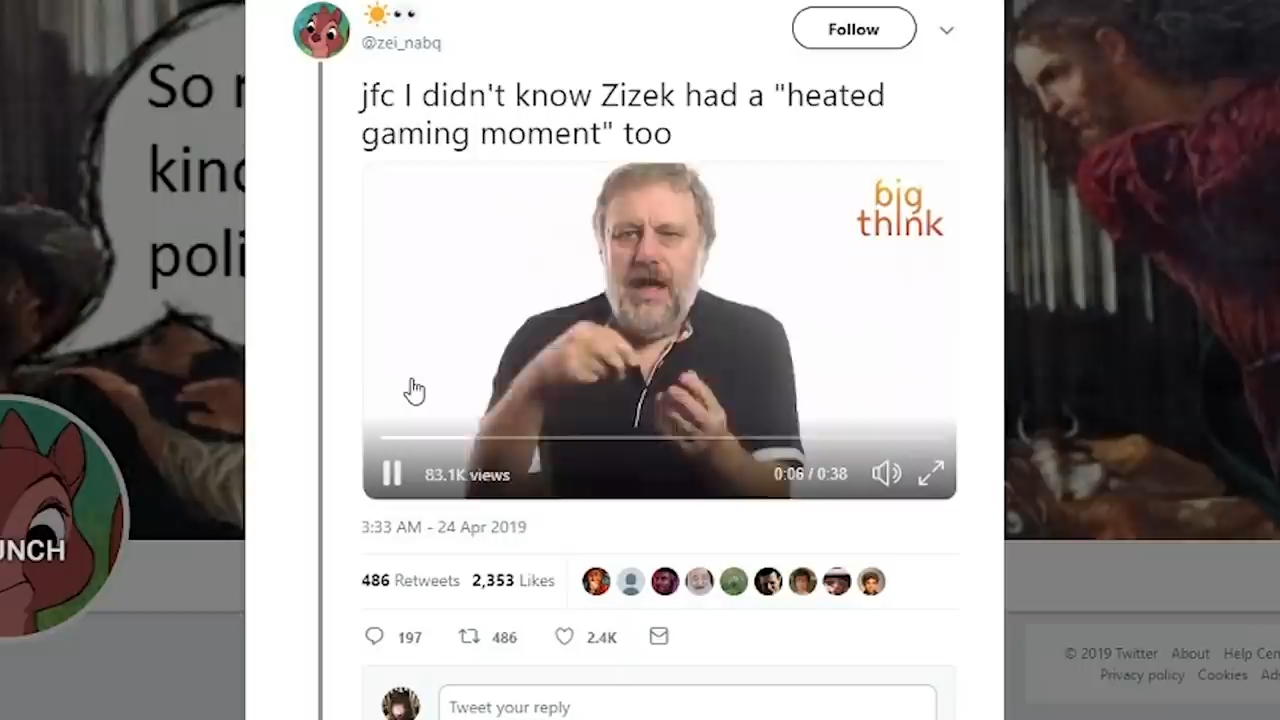 So
kin
poli
UNCH
@zei_nabq
Follow
jfc I didn't know Zizek had a "heated
gaming moment" too
big
think
83.1K views
0:06 / 0:38
3:33 AM - 24 Apr 2019
486 Retweets 2,353 Likes
197 486 2.4K
Tweet your reply
© 2019 Twitter About Help Cen
Privacy policy Cookies Ad